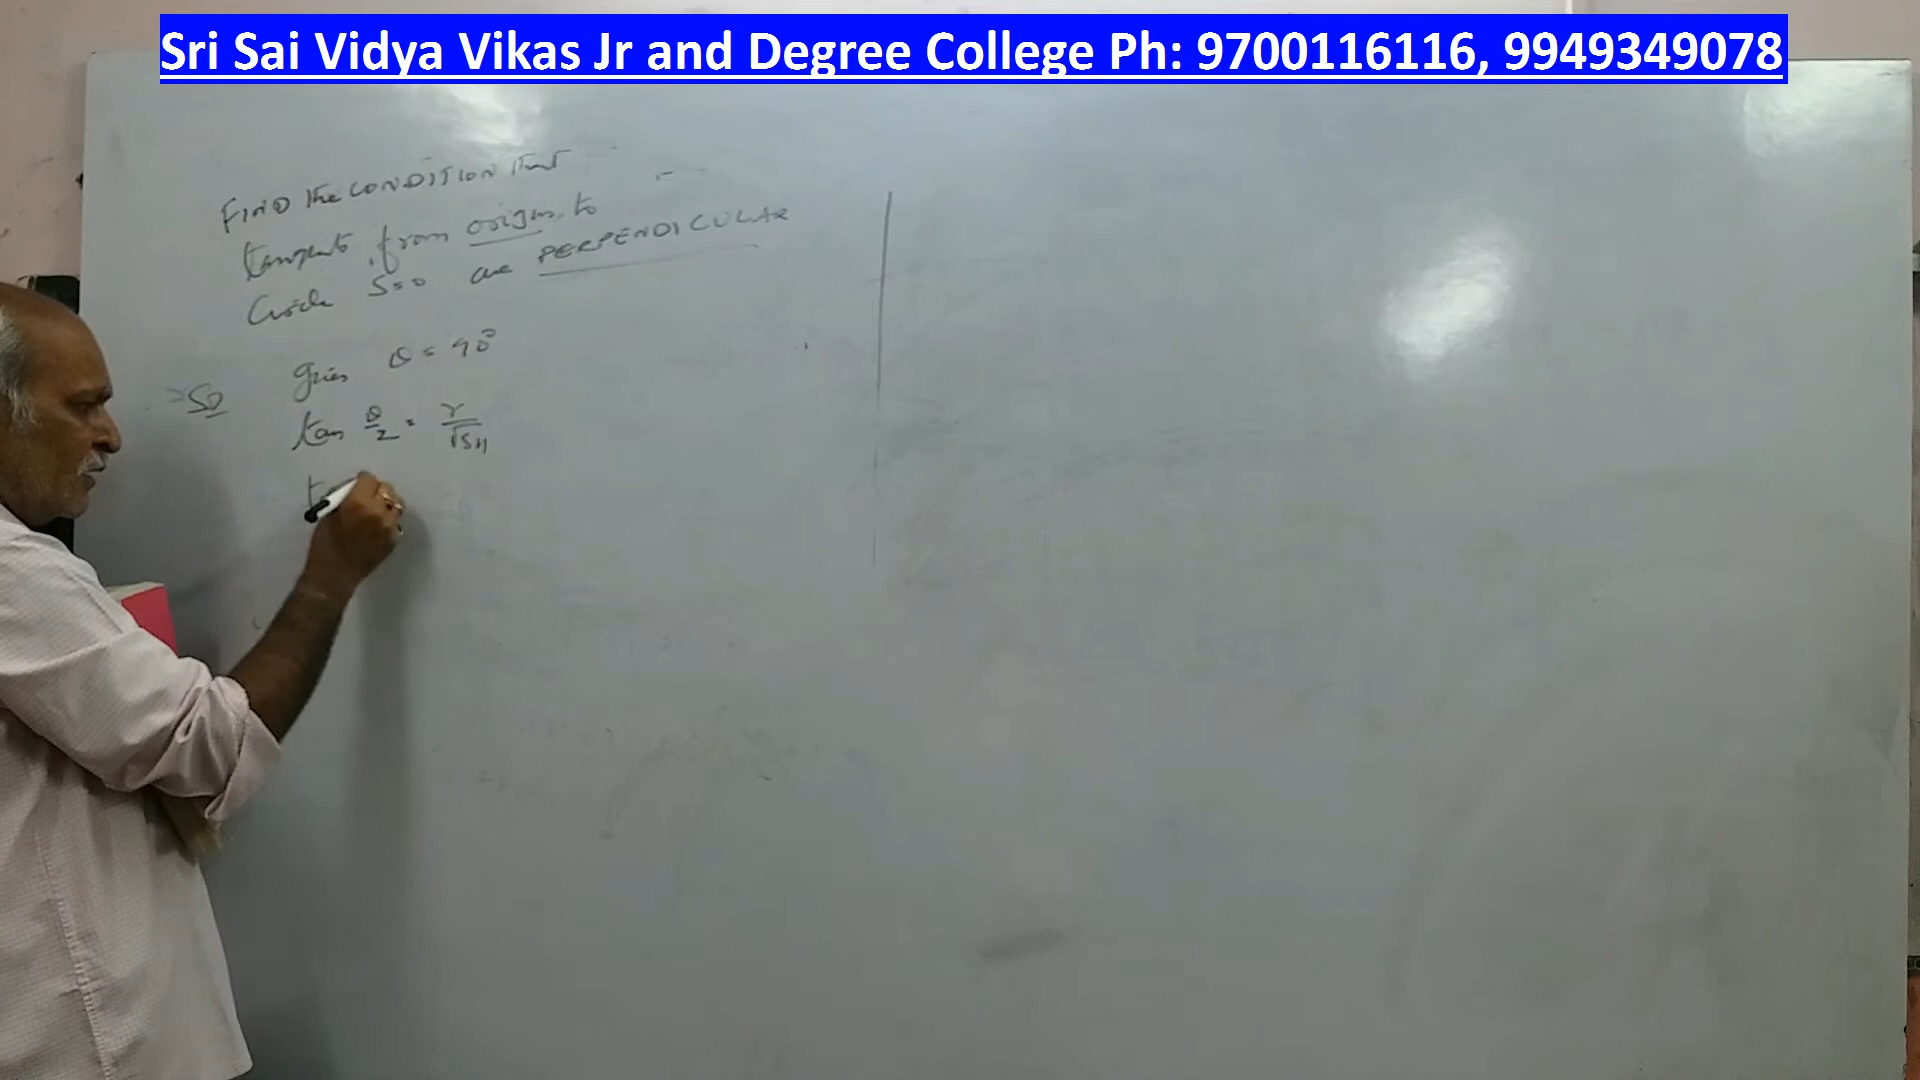 Sri Sai Vidya Vikas Jr and Degree College Ph: 9700116116, 9949349078
FIND the CONDITION that
tangents from origin to
Circle S=0 are PERPENDICULAR
Sol given θ = 90°
tan θ/2 = r/√S11